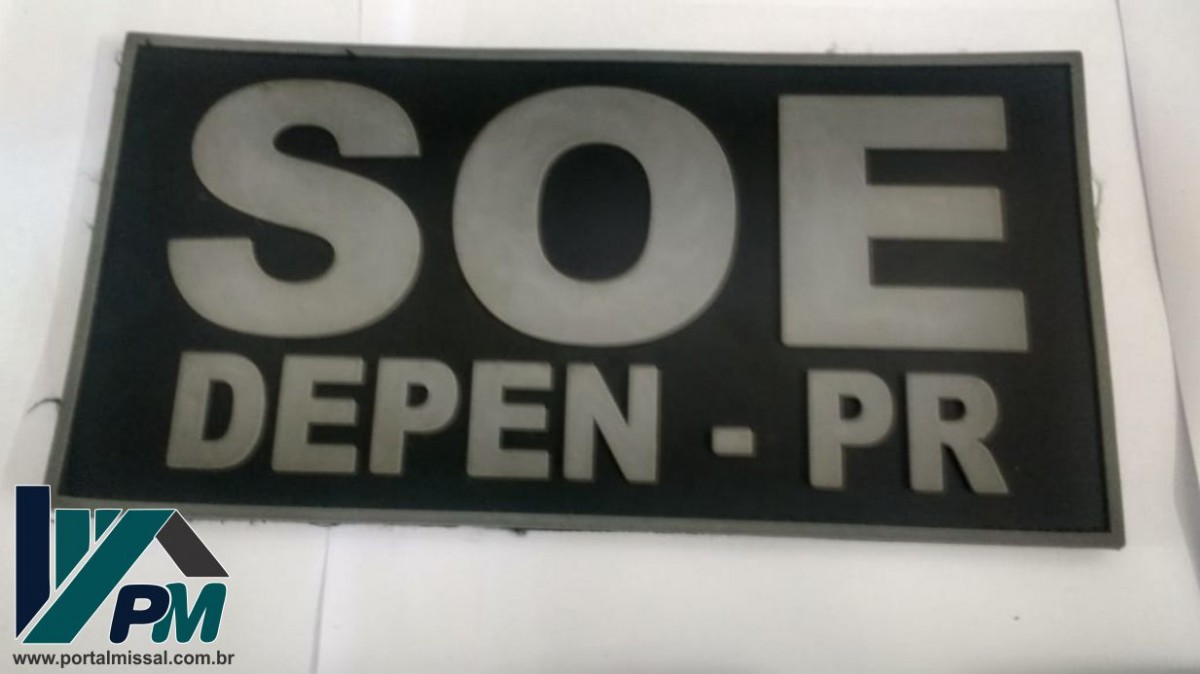 SOE
DEPEN - PR
PM
www.portalmissal.com.br